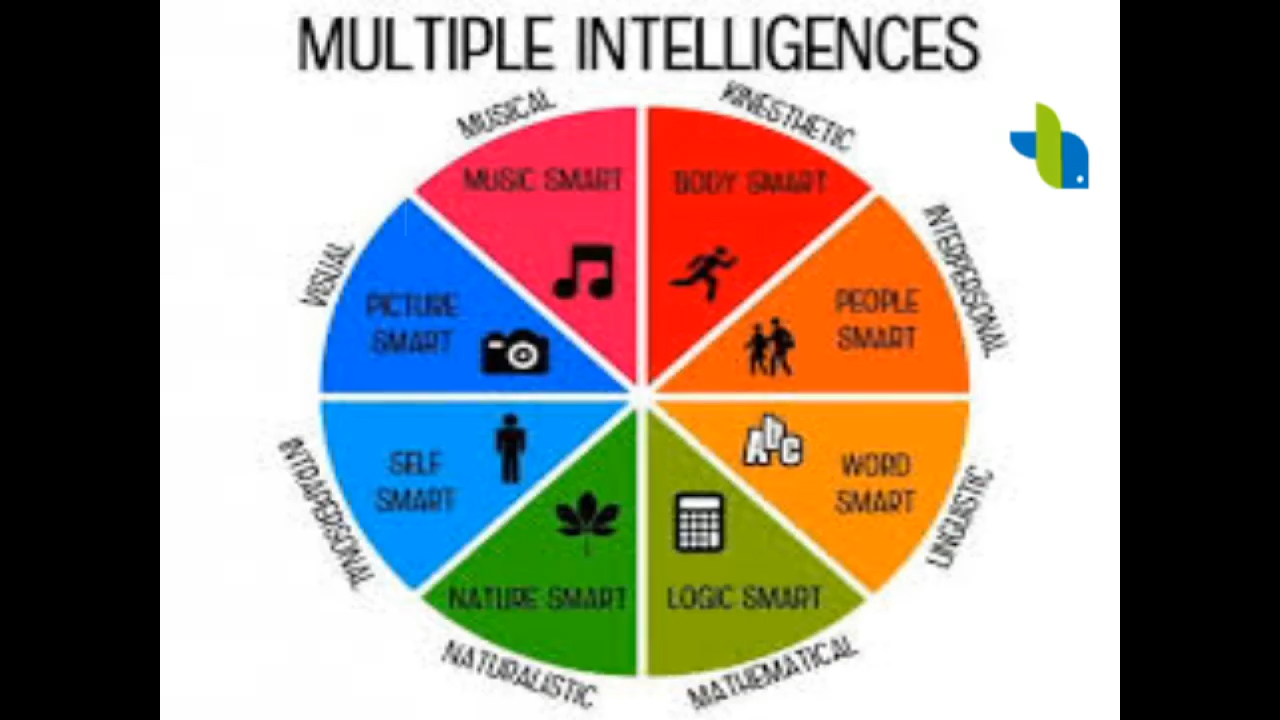 MULTIPLE INTELLIGENCES
MUSICAL
KINESTHETIC
MUSIC SMART
BODY SMART
VISUAL
INTERPERSONAL
PICTURE
SMART
PEOPLE
SMART
ABC
SELF
SMART
WORD
SMART
INTRAPERSONAL
LINGUISTIC
NATURE SMART
LOGIC SMART
NATURALISTIC
MATHEMATICAL